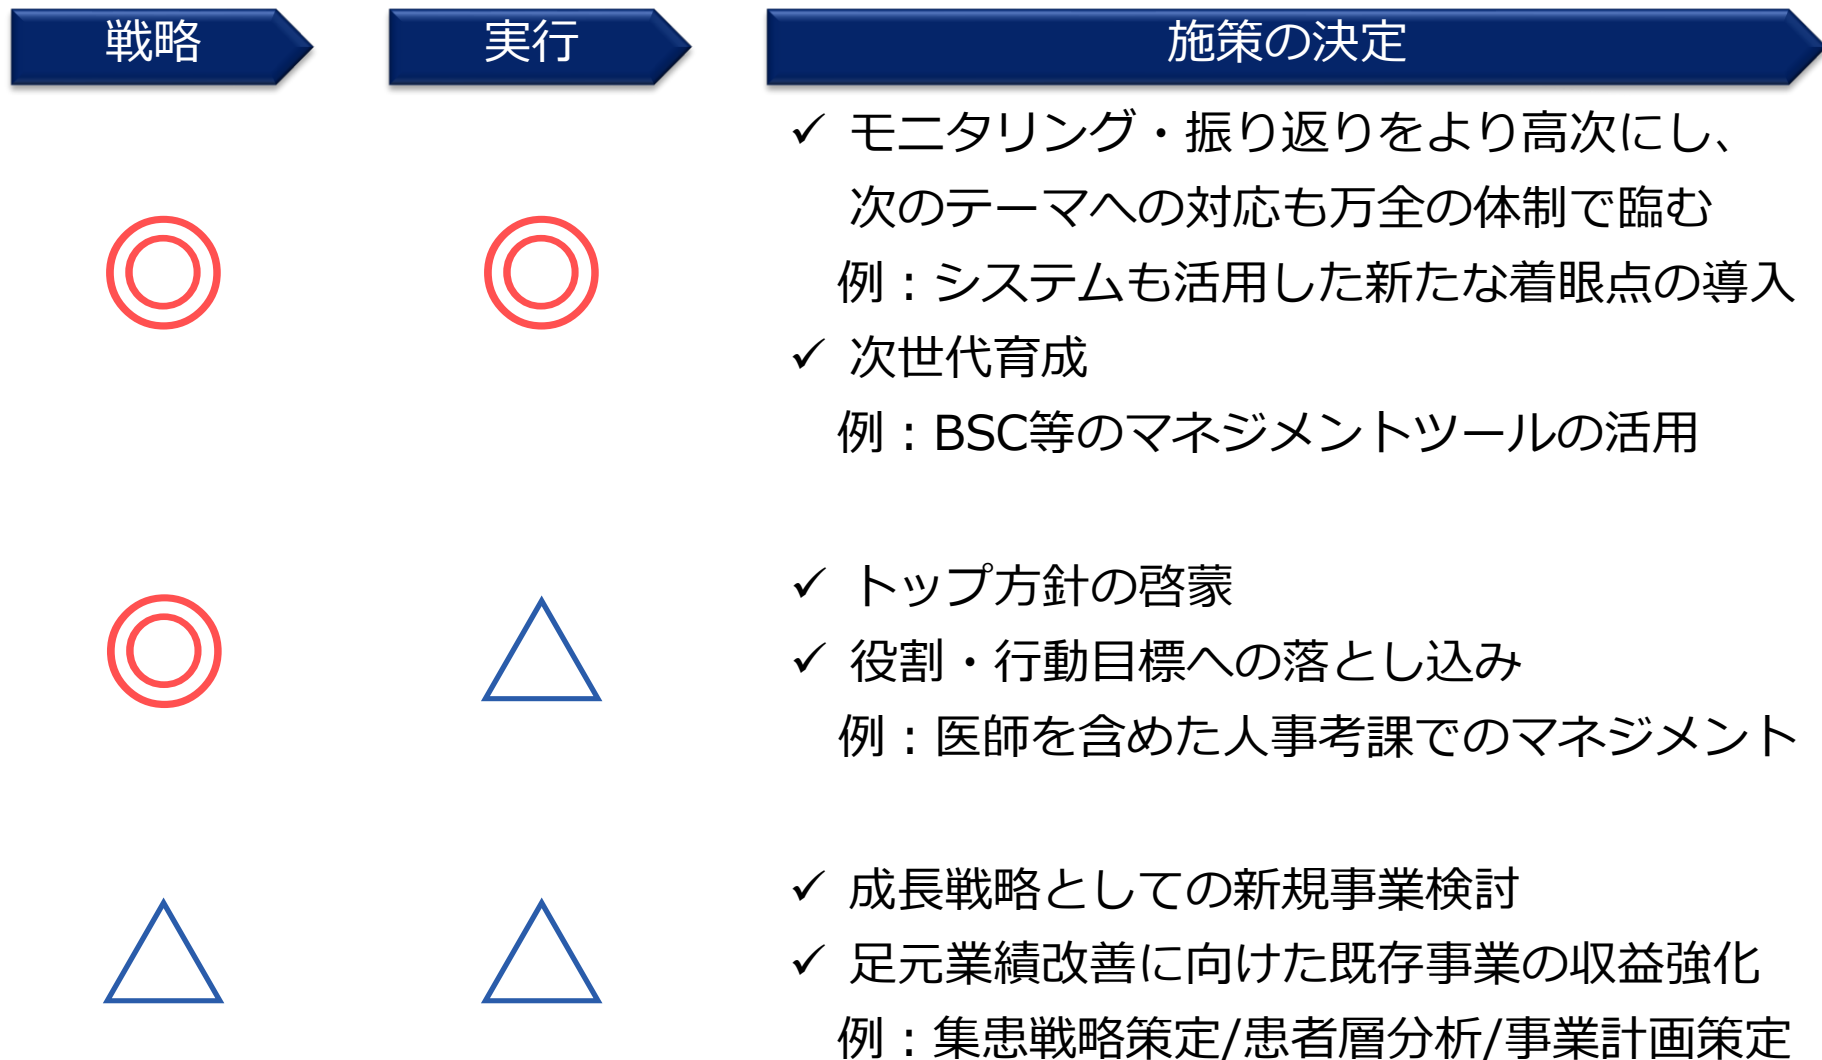 戦略
実行
施策の決定
✓ モニタリング・振り返りをより高次にし、
次のテーマへの対応も万全の体制で臨む
例：システムも活用した新たな着眼点の導入
✓ 次世代育成
例：BSC等のマネジメントツールの活用
✓ トップ方針の啓蒙
✓ 役割・行動目標への落とし込み
例：医師を含めた人事考課でのマネジメント
✓ 成長戦略としての新規事業検討
✓ 足元業績改善に向けた既存事業の収益強化
例：集患戦略策定/患者層分析/事業計画策定